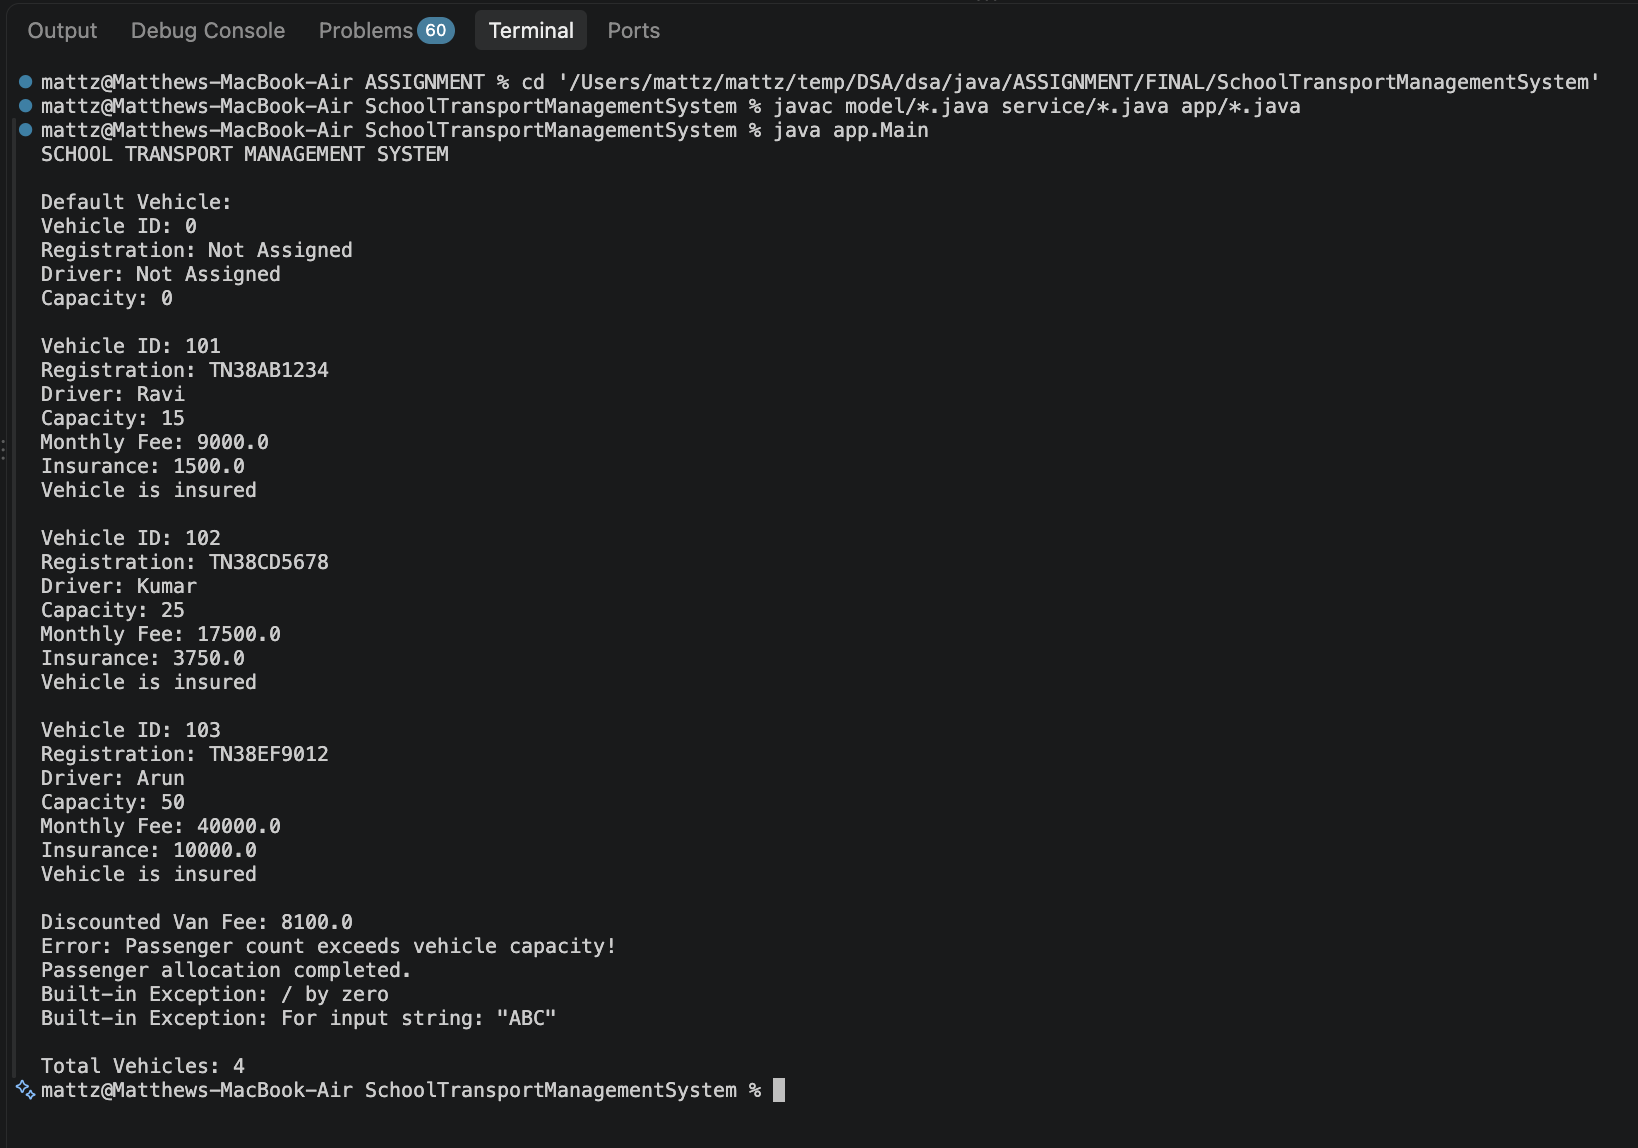 Output Debug Console Problems 60 Terminal Ports
mattz@Matthews-MacBook-Air ASSIGNMENT % cd '/Users/mattz/mattz/temp/DSA/dsa/java/ASSIGNMENT/FINAL/SchoolTransportManagementSystem'
mattz@Matthews-MacBook-Air SchoolTransportManagementSystem % javac model/*.java service/*.java app/*.java
mattz@Matthews-MacBook-Air SchoolTransportManagementSystem % java app.Main
SCHOOL TRANSPORT MANAGEMENT SYSTEM
Default Vehicle:
Vehicle ID: 0
Registration: Not Assigned
Driver: Not Assigned
Capacity: 0
Vehicle ID: 101
Registration: TN38AB1234
Driver: Ravi
Capacity: 15
Monthly Fee: 9000.0
Insurance: 1500.0
Vehicle is insured
Vehicle ID: 102
Registration: TN38CD5678
Driver: Kumar
Capacity: 25
Monthly Fee: 17500.0
Insurance: 3750.0
Vehicle is insured
Vehicle ID: 103
Registration: TN38EF9012
Driver: Arun
Capacity: 50
Monthly Fee: 40000.0
Insurance: 10000.0
Vehicle is insured
Discounted Van Fee: 8100.0
Error: Passenger count exceeds vehicle capacity!
Passenger allocation completed.
Built-in Exception: / by zero
Built-in Exception: For input string: "ABC"
Total Vehicles: 4
mattz@Matthews-MacBook-Air SchoolTransportManagementSystem %